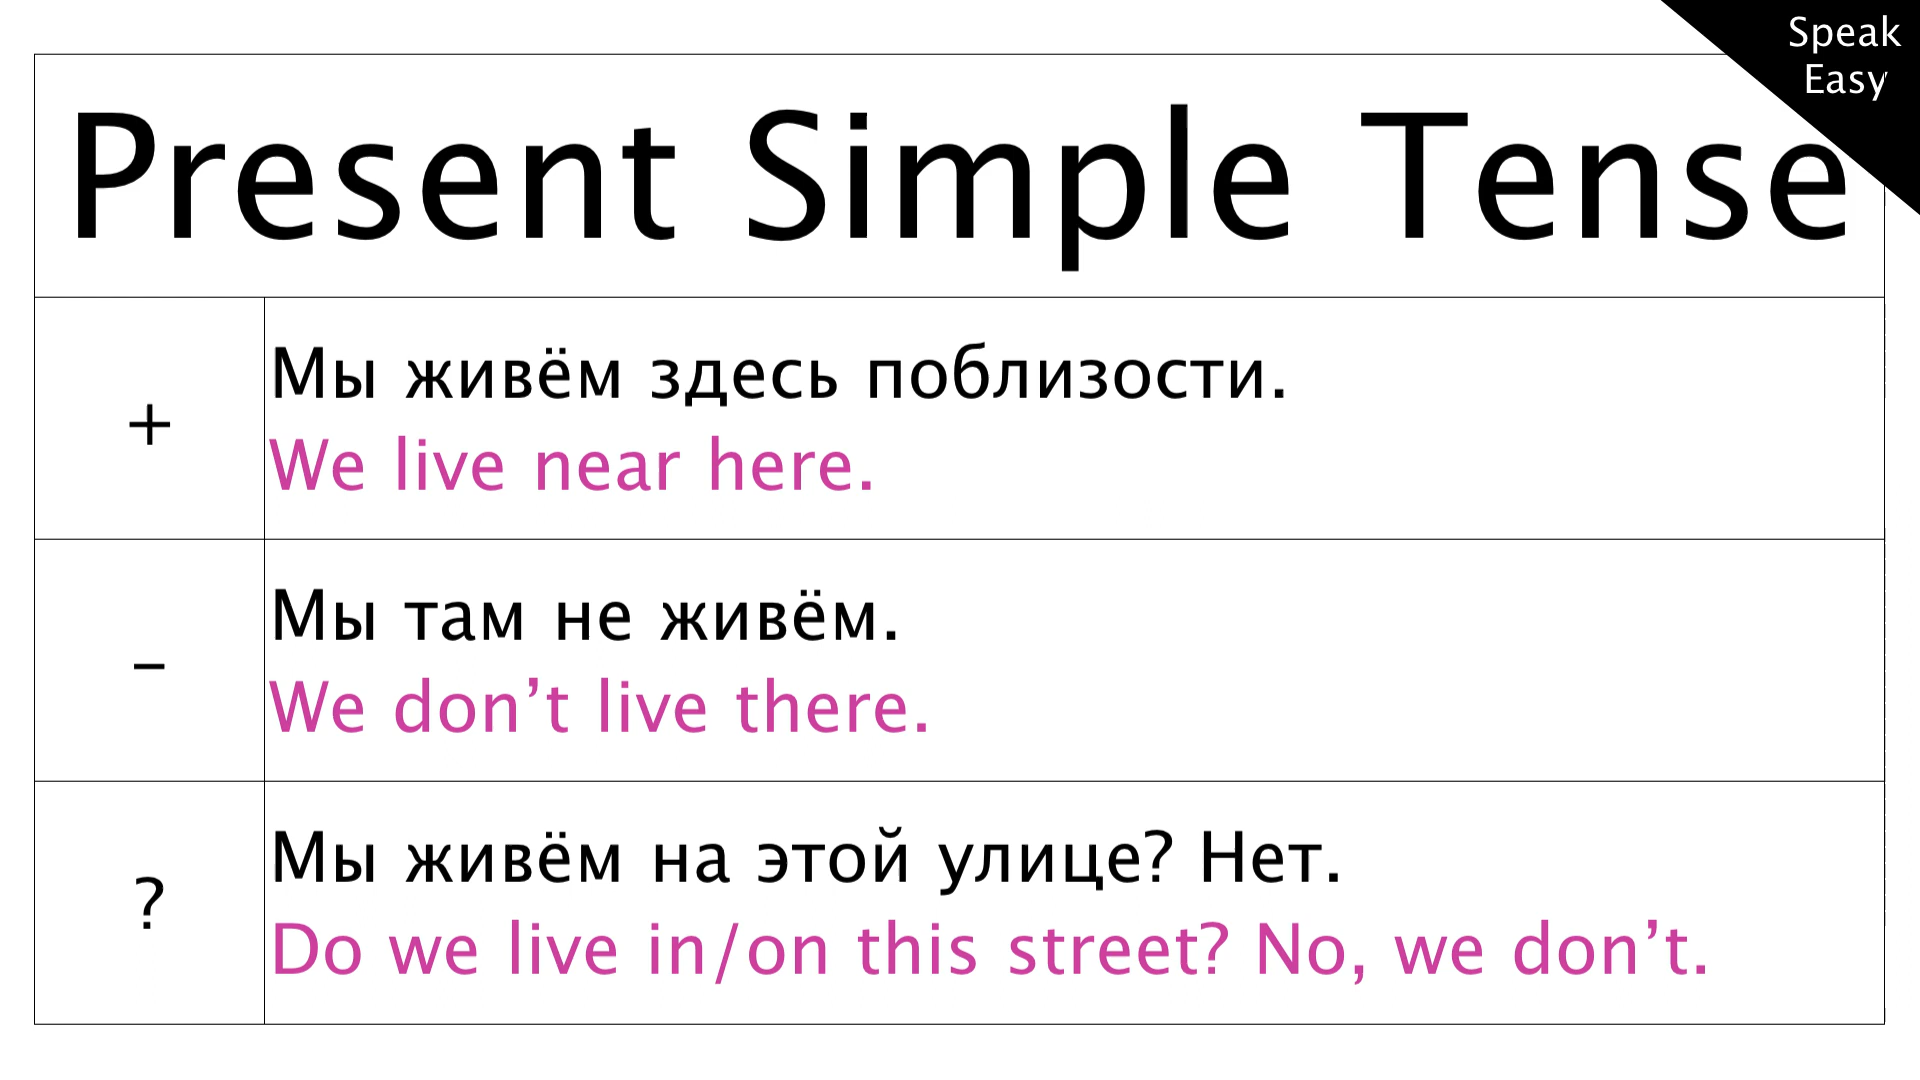 Speak
Easy
Present Simple Tense
+
Мы живём здесь поблизости.
We live near here.
–
Мы там не живём.
We don’t live there.
?
Мы живём на этой улице? Нет.
Do we live in/on this street? No, we don’t.